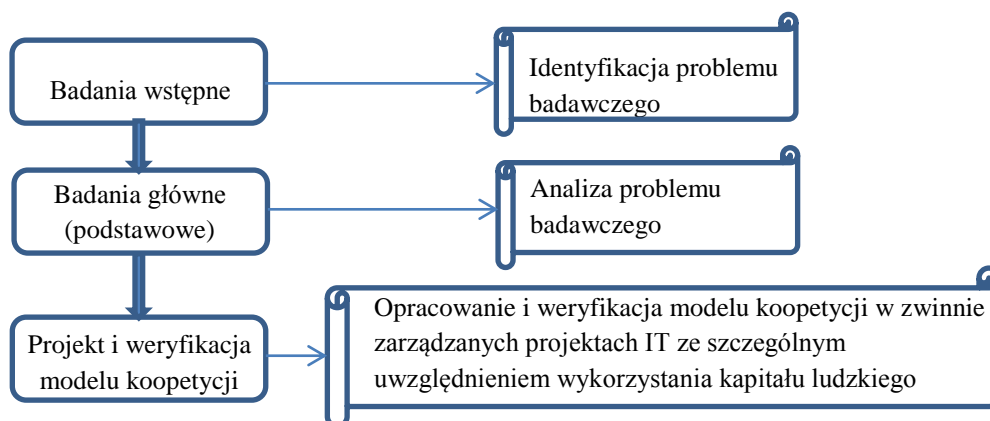 Badania wstępne
Identyfikacja problemu
badawczego
Badania główne
(podstawowe)
Analiza problemu
badawczego
Projekt i weryfikacja
modelu koopetycji
Opracowanie i weryfikacja modelu koopetycji w zwinnie
zarządzanych projektach IT ze szczególnym
uwzględnieniem wykorzystania kapitału ludzkiego